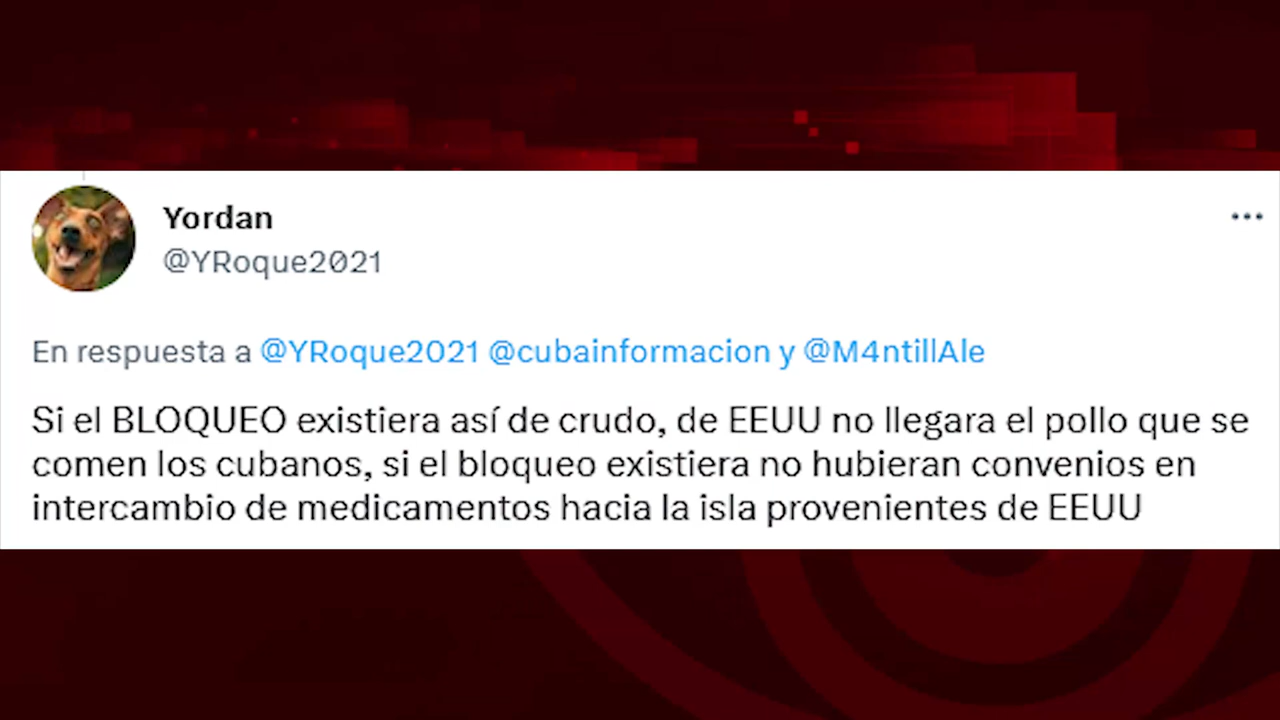 Yordan
@YRoque2021
En respuesta a @YRoque2021 @cubainformacion y @M4ntillAle
Si el BLOQUEO existiera así de crudo, de EEUU no llegara el pollo que se
comen los cubanos, si el bloqueo existiera no hubieran convenios en
intercambio de medicamentos hacia la isla provenientes de EEUU